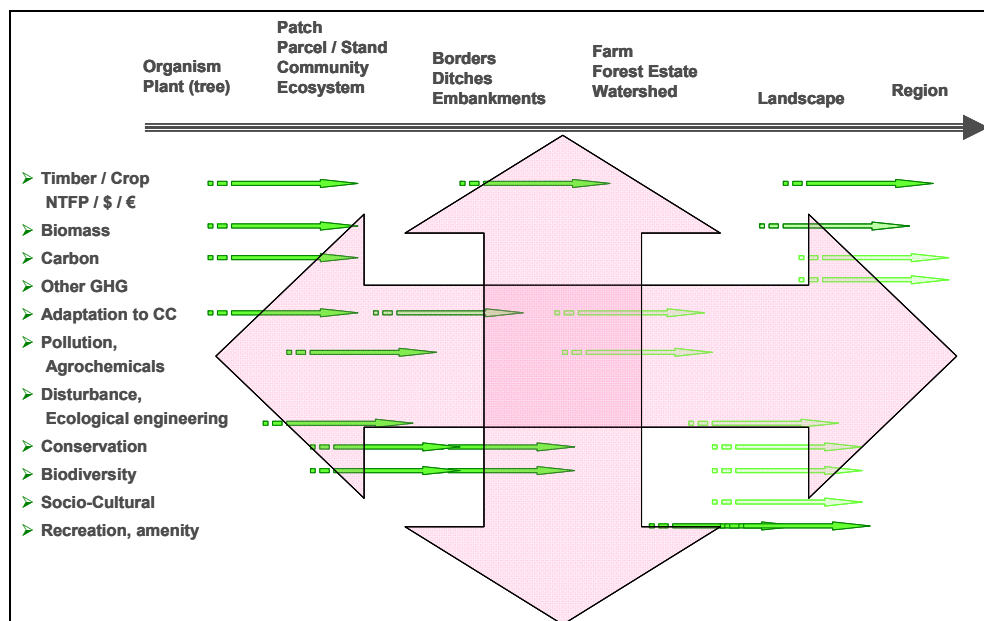 Organism
Plant (tree)
Patch
Parcel / Stand
Community
Ecosystem
Borders
Ditches
Embankments
Farm
Forest Estate
Watershed
Landscape
Region
Timber / Crop
NTFP / $ / €
Biomass
Carbon
Other GHG
Adaptation to CC
Pollution,
Agrochemicals
Disturbance,
Ecological engineering
Conservation
Biodiversity
Socio-Cultural
Recreation, amenity